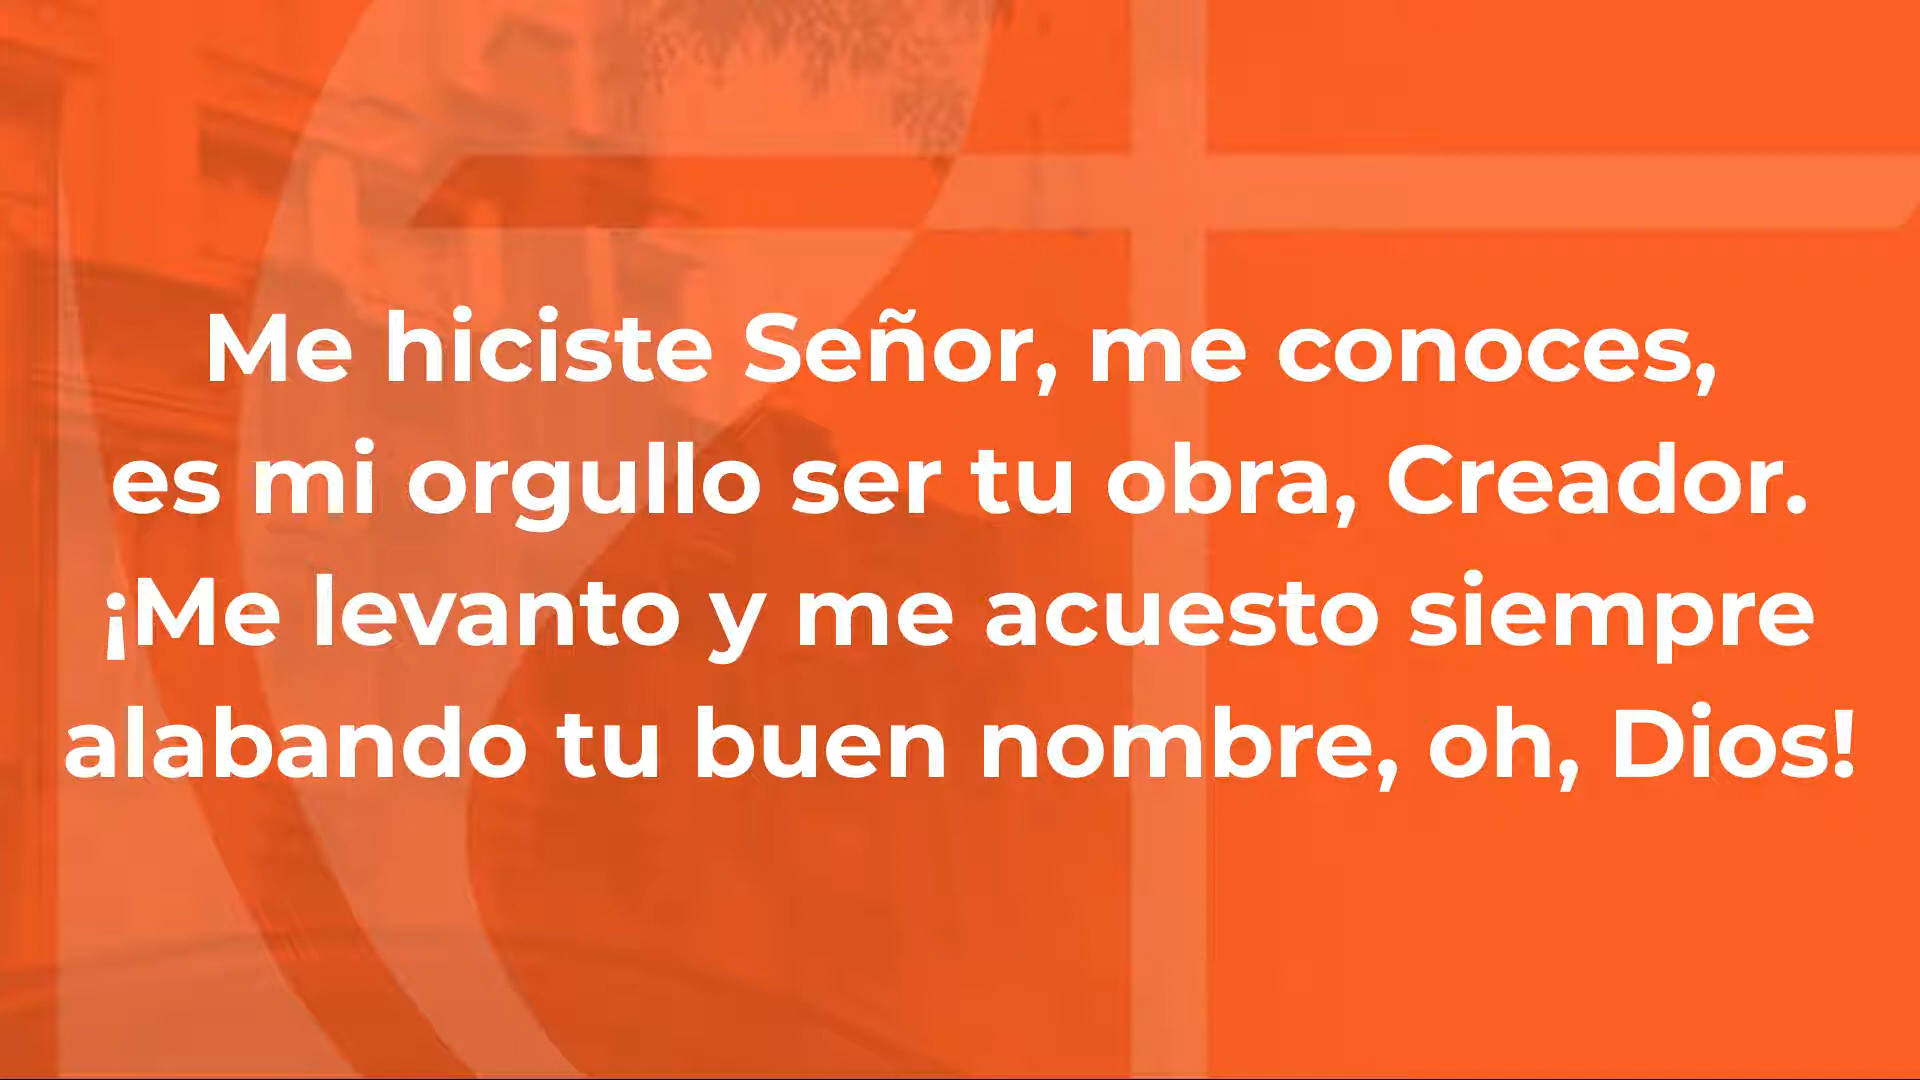 Me hiciste Señor, me conoces,
es mi orgullo ser tu obra, Creador.
¡Me levanto y me acuesto siempre
alabando tu buen nombre, oh, Dios!